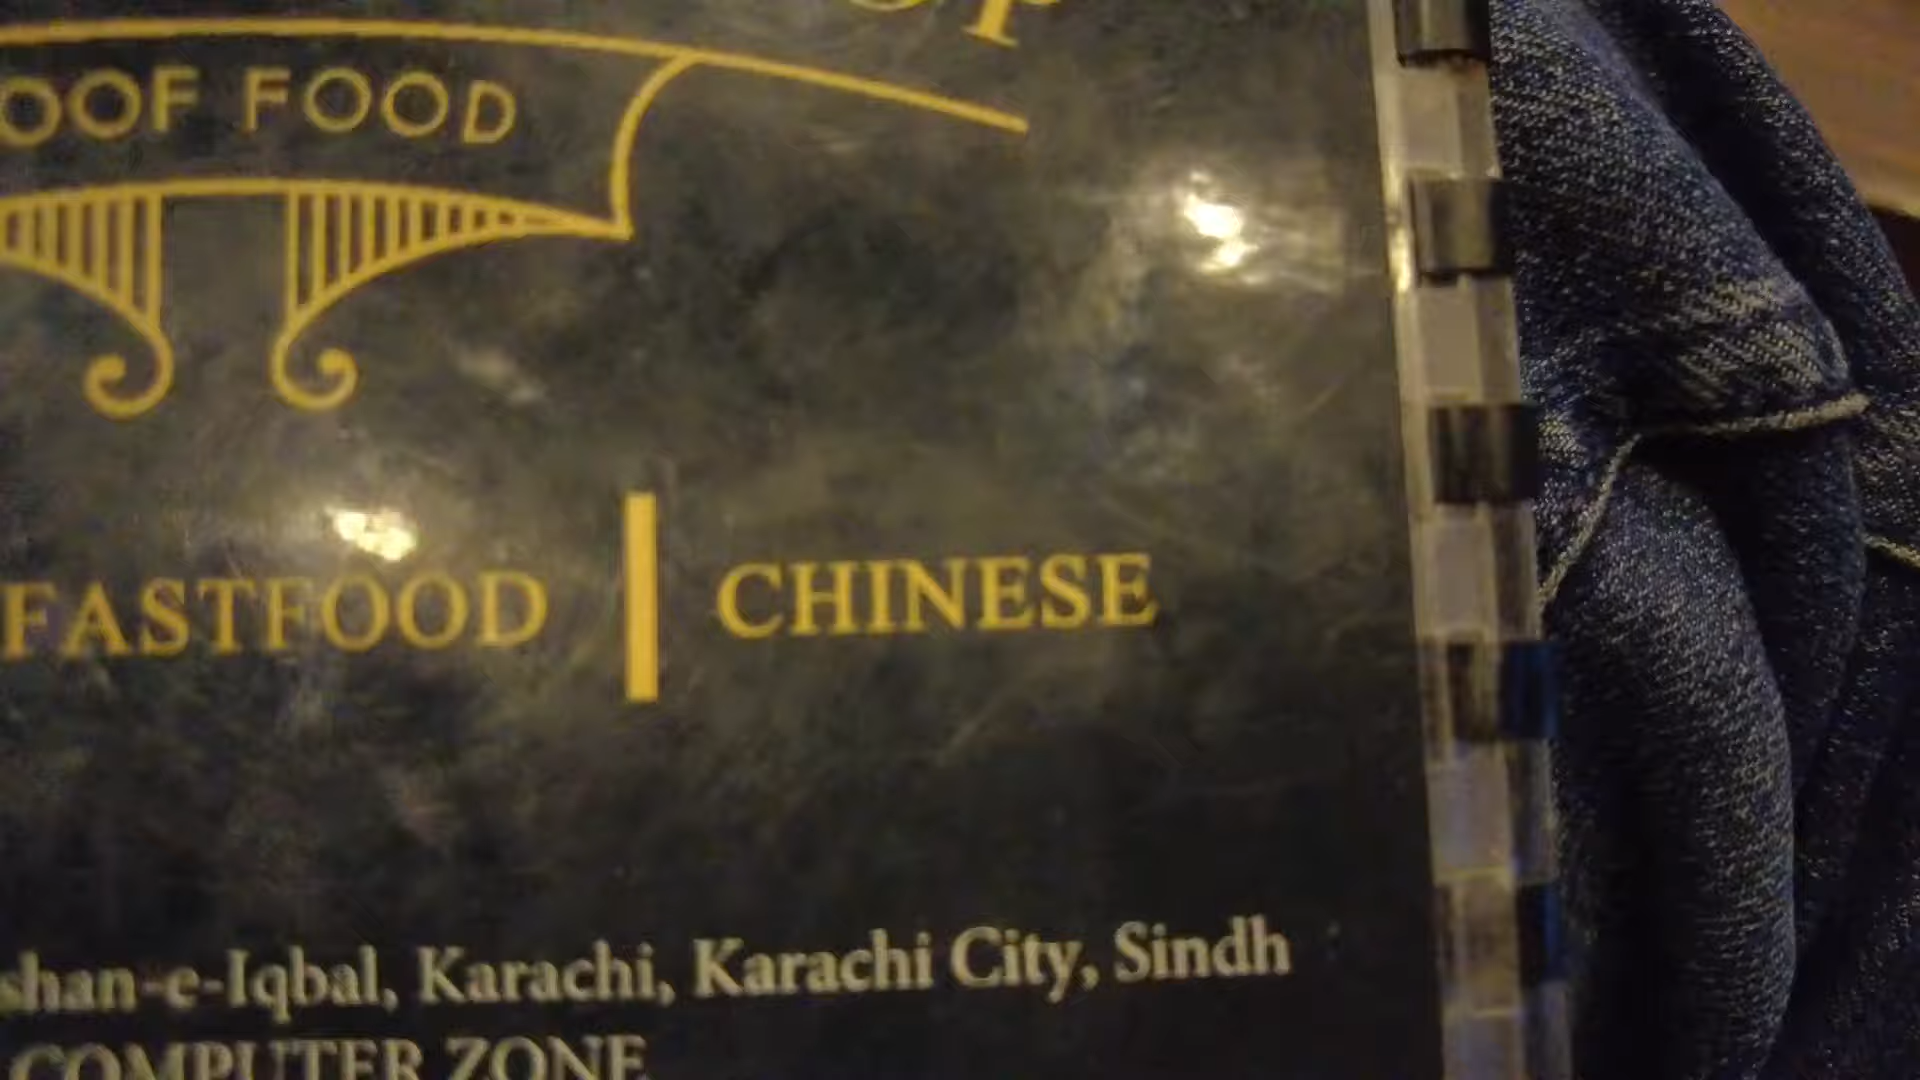 OOF FOOD
FASTFOOD | CHINESE
shan-e-Iqbal, Karachi, Karachi City, Sindh
COMPUTER ZONE